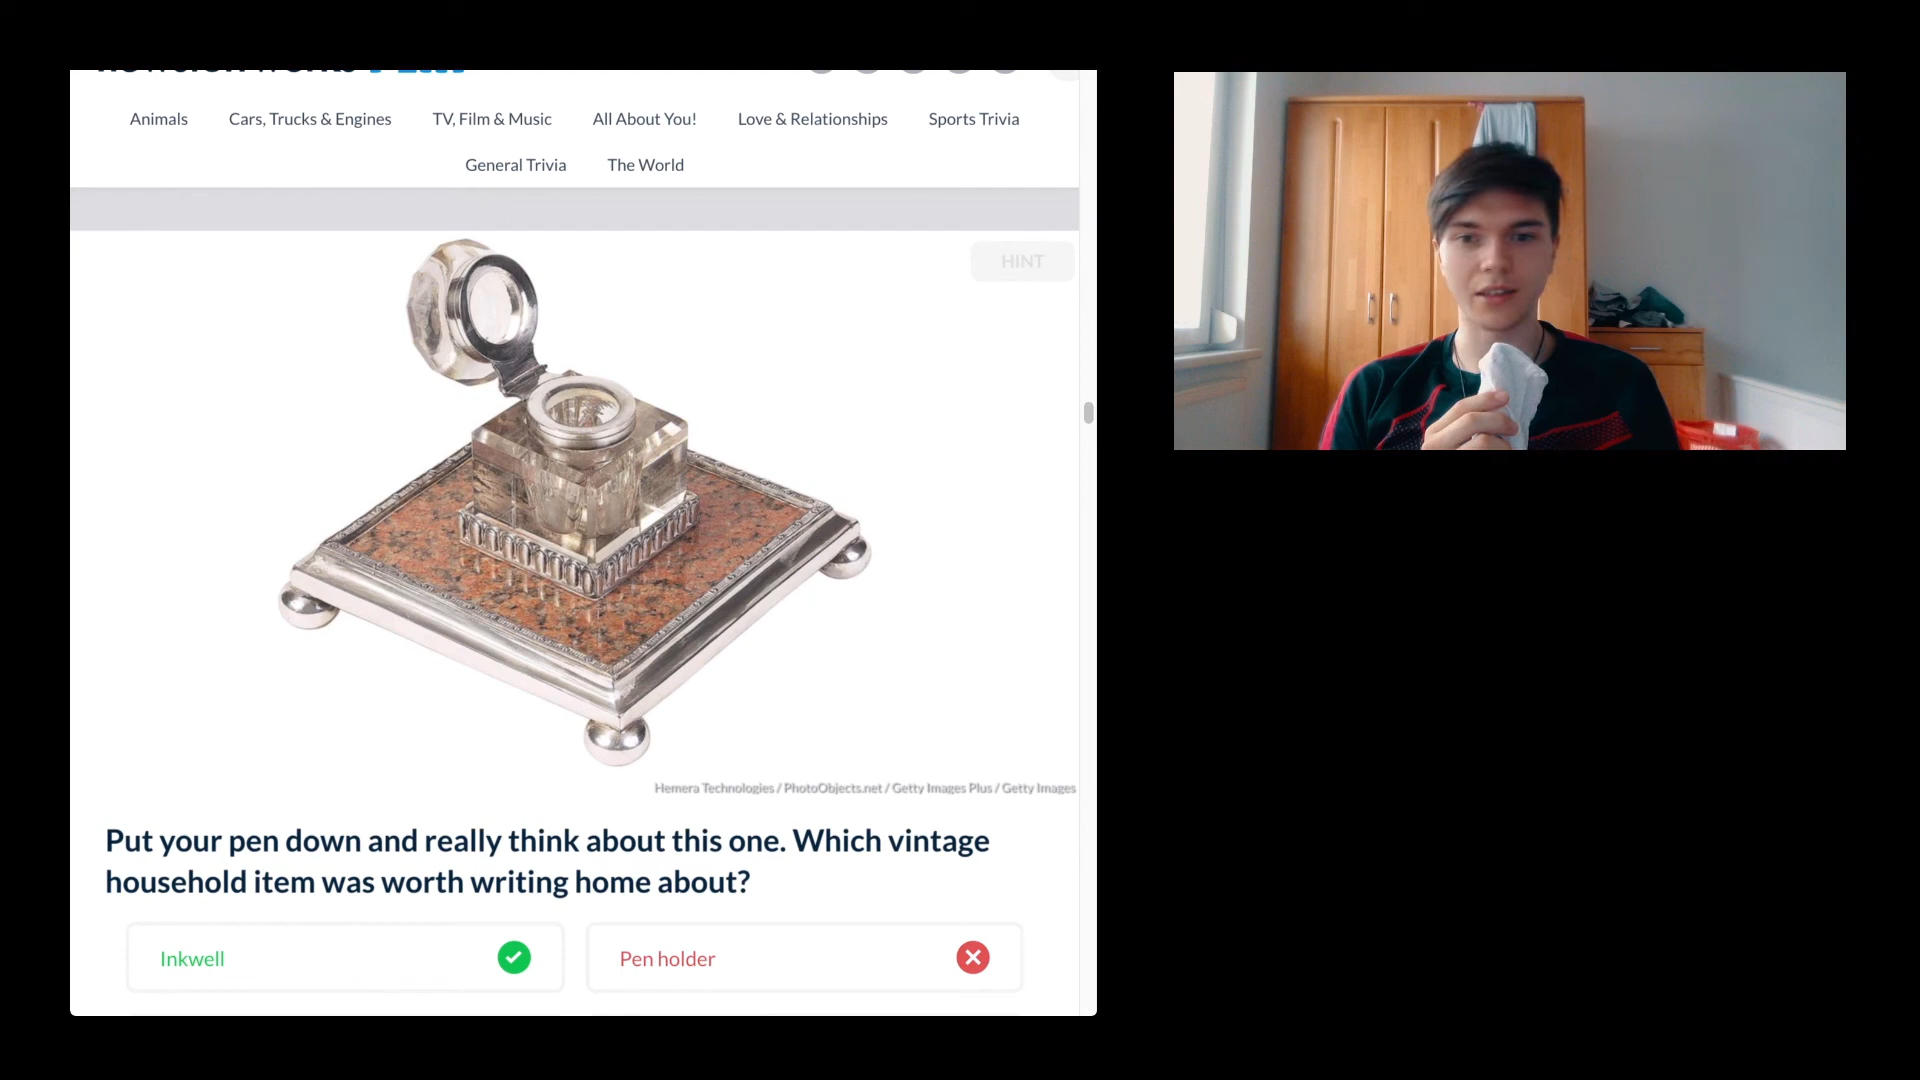 Animals
Cars, Trucks & Engines
TV, Film & Music
All About You!
Love & Relationships
Sports Trivia
General Trivia
The World
HINT
Hemera Technologies / PhotoObjects.net / Getty Images Plus / Getty Images
Put your pen down and really think about this one. Which vintage
household item was worth writing home about?
Inkwell
Pen holder